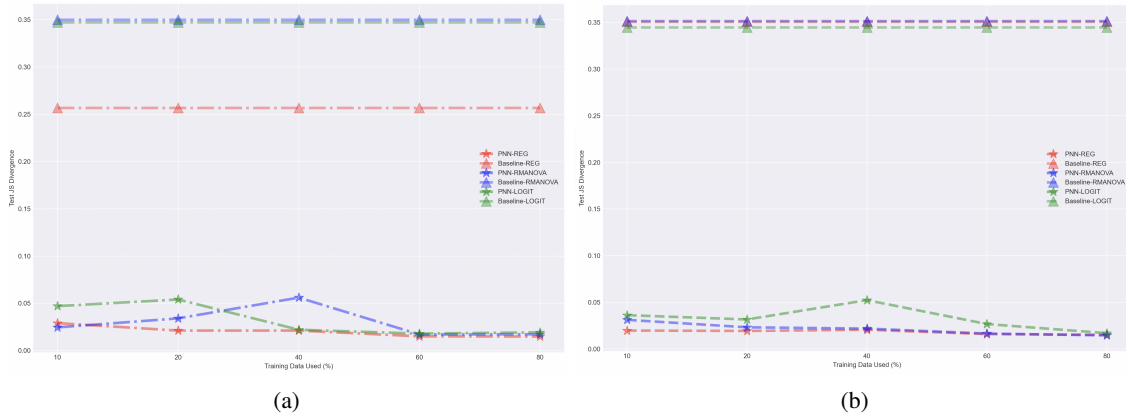 0.35
0.30
0.25
0.20
0.15
0.10
0.05
0.00
Test JS Divergence
10
20
40
60
80
Training Data Used (%)
PNN-REG
Baseline-REG
PNN-RMANOVA
Baseline-RMANOVA
PNN-LOGIT
Baseline-LOGIT
(a)
0.35
0.30
0.25
0.20
0.15
0.10
0.05
0.00
Test JS Divergence
10
20
40
60
80
Training Data Used (%)
PNN-REG
Baseline-REG
PNN-RMANOVA
Baseline-RMANOVA
PNN-LOGIT
Baseline-LOGIT
(b)